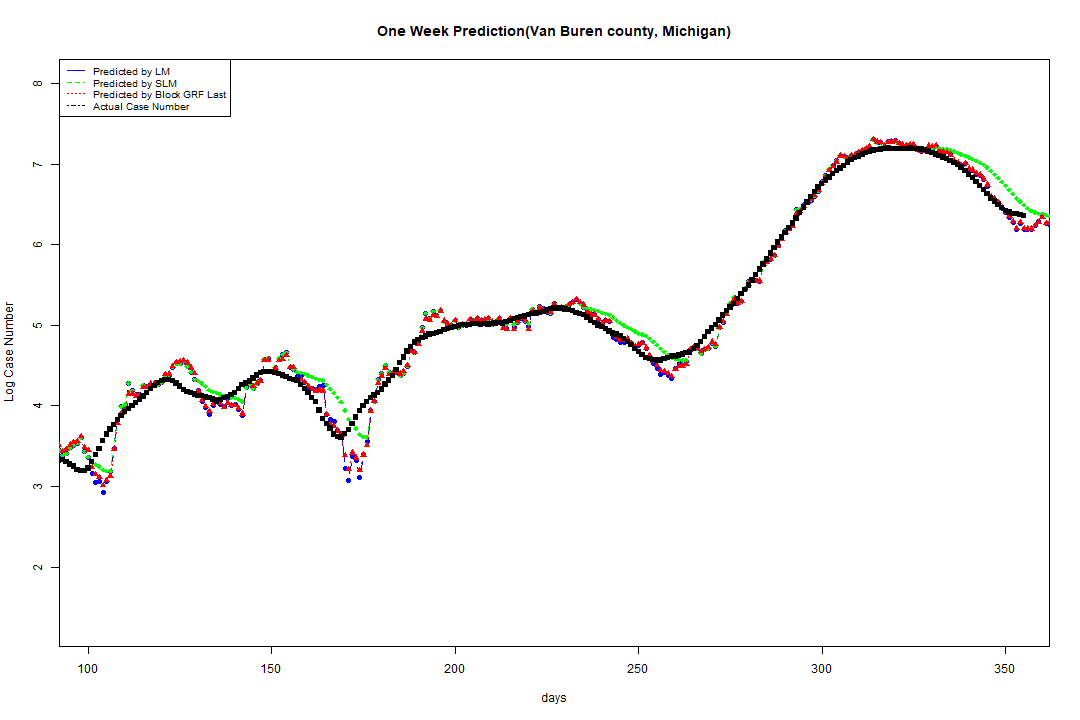 One Week Prediction(Van Buren county, Michigan)
Predicted by LM
Predicted by SLM
Predicted by Block GRF Last
Actual Case Number
8
7
6
5
4
3
2
Log Case Number
100 150 200 250 300 350
days